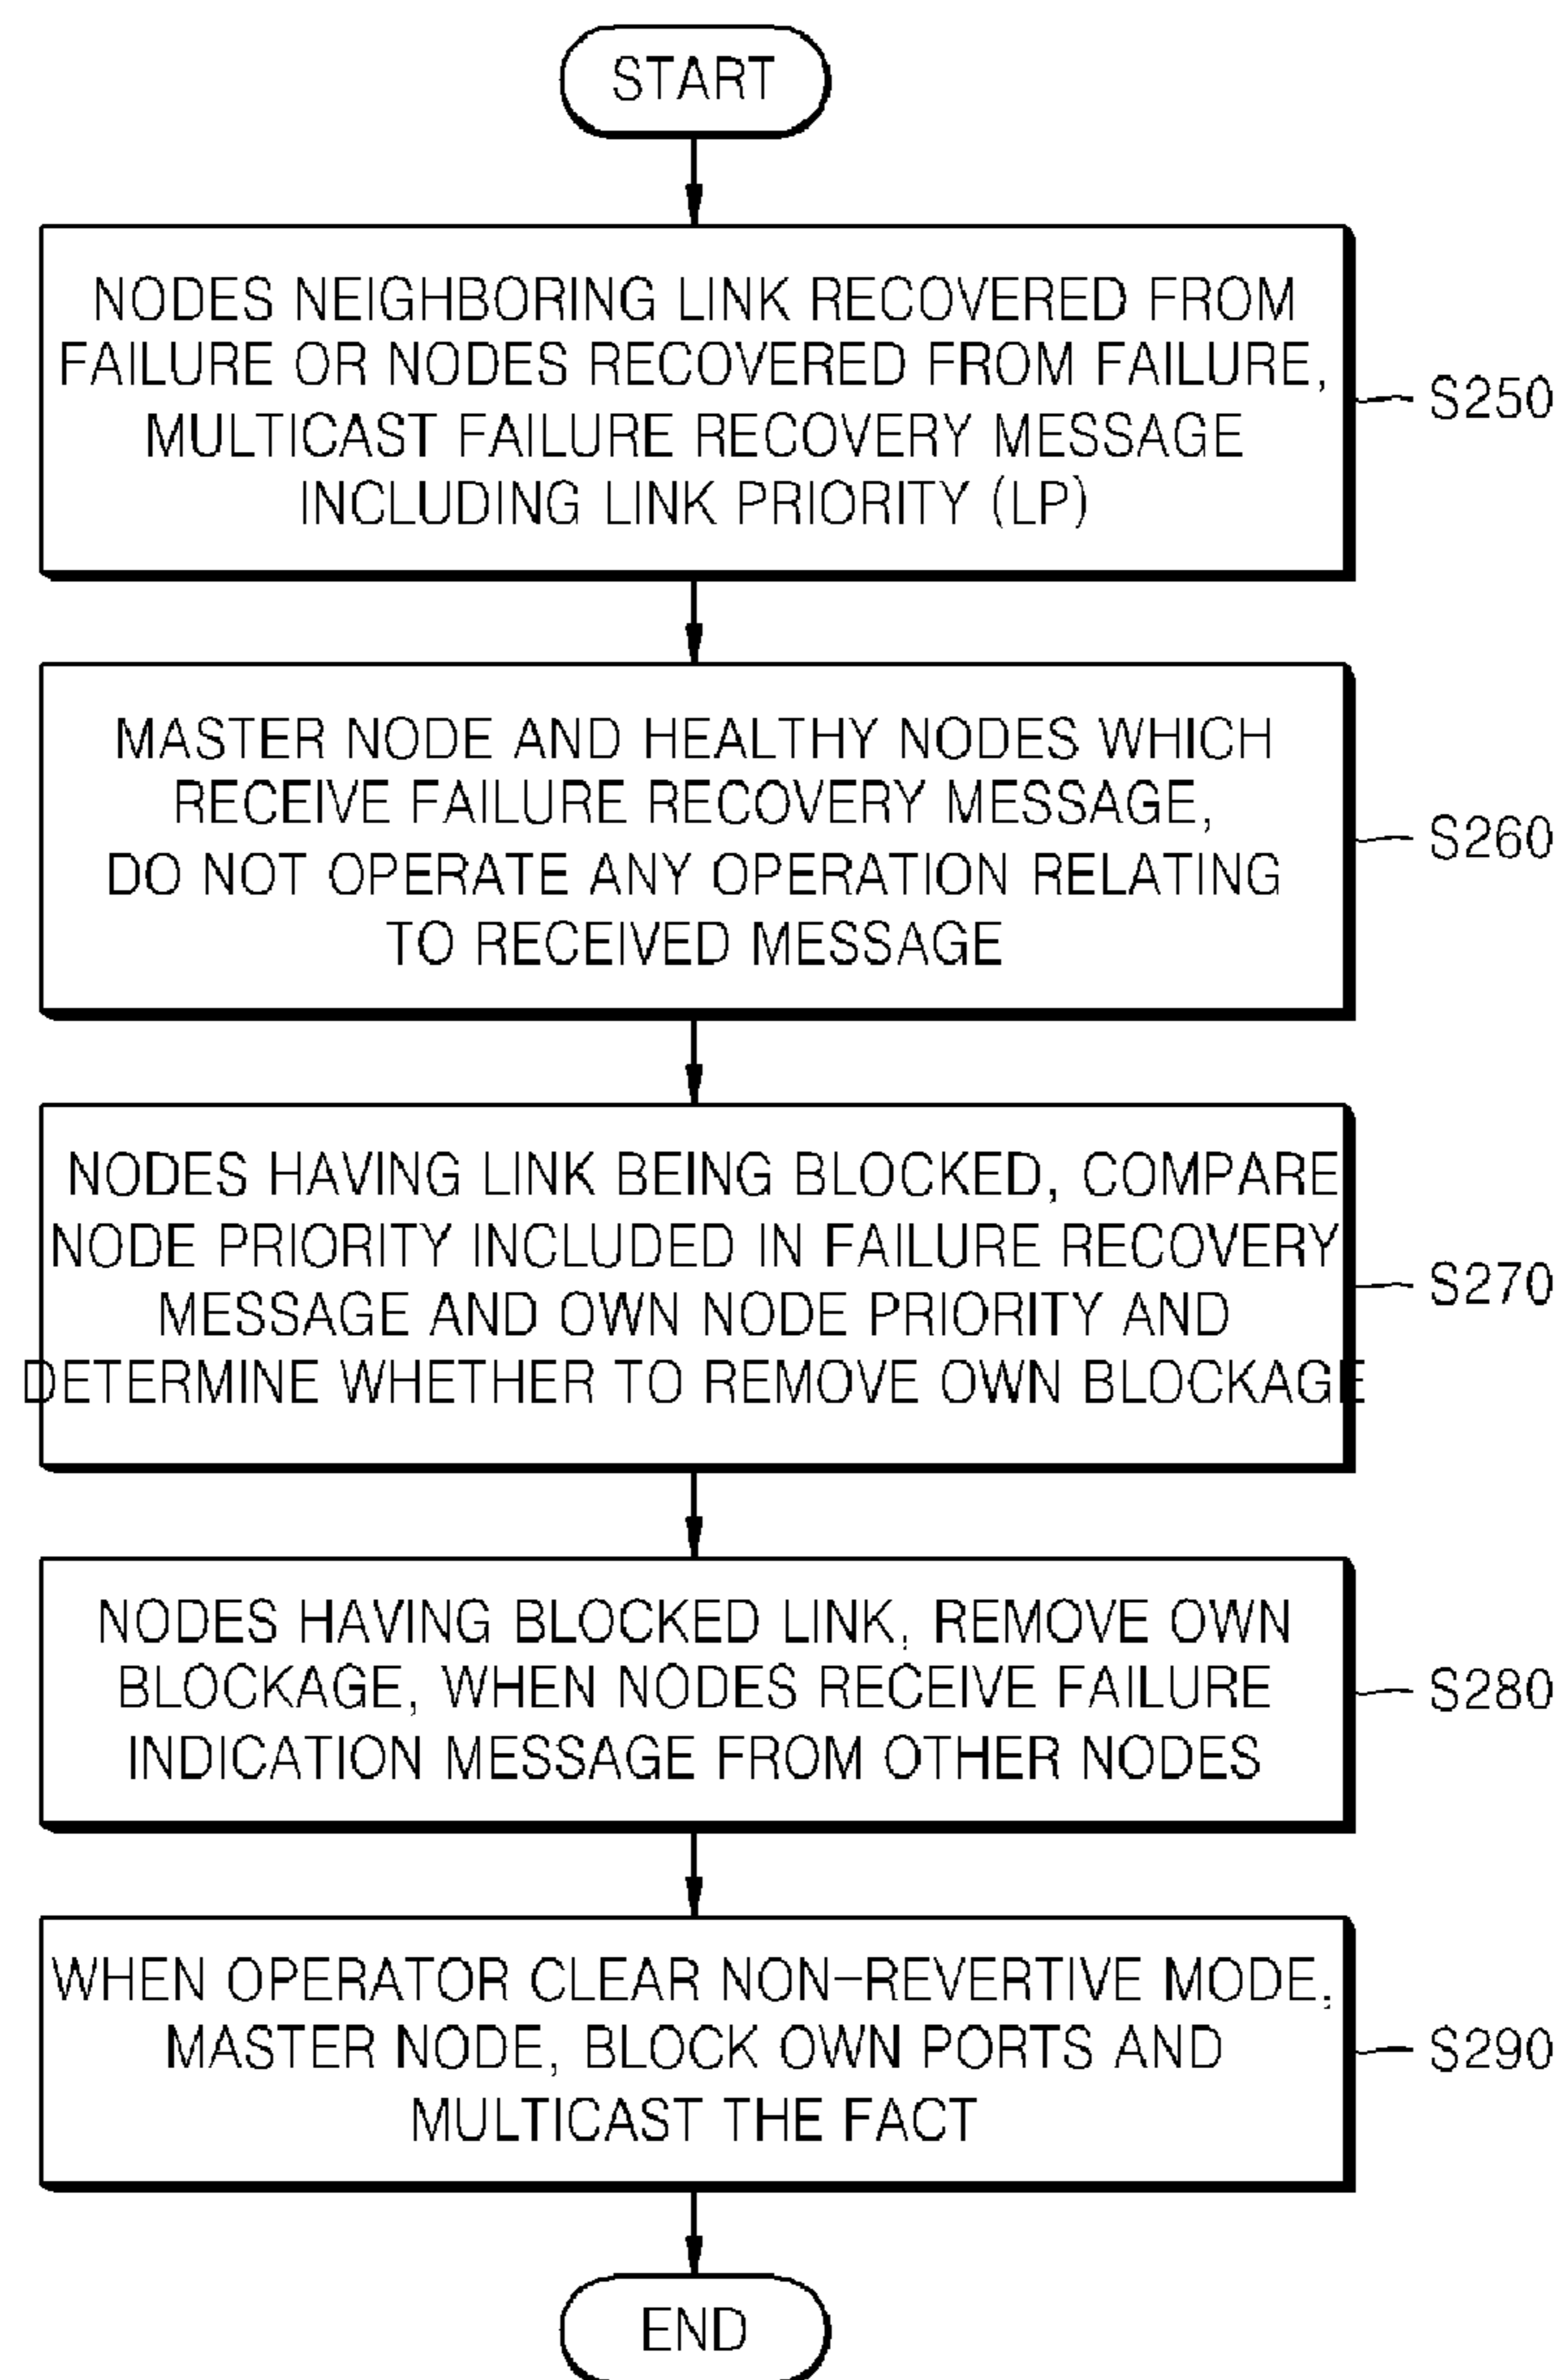 START
NODES NEIGHBORING LINK RECOVERED FROM
FAILURE OR NODES RECOVERED FROM FAILURE,
MULTICAST FAILURE RECOVERY MESSAGE
INCLUDING LINK PRIORITY (LP)
S250
MASTER NODE AND HEALTHY NODES WHICH
RECEIVE FAILURE RECOVERY MESSAGE,
DO NOT OPERATE ANY OPERATION RELATING
TO RECEIVED MESSAGE
S260
NODES HAVING LINK BEING BLOCKED, COMPARE
NODE PRIORITY INCLUDED IN FAILURE RECOVERY
MESSAGE AND OWN NODE PRIORITY AND
DETERMINE WHETHER TO REMOVE OWN BLOCKAGE
S270
NODES HAVING BLOCKED LINK, REMOVE OWN
BLOCKAGE, WHEN NODES RECEIVE FAILURE
INDICATION MESSAGE FROM OTHER NODES
S280
WHEN OPERATOR CLEAR NON-REVERTIVE MODE,
MASTER NODE, BLOCK OWN PORTS AND
MULTICAST THE FACT
S290
END